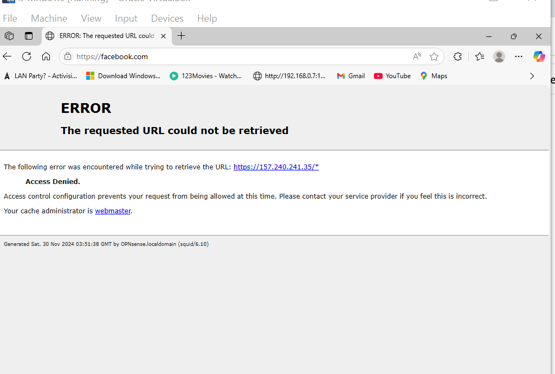 File Machine View Input Devices Help
ERROR: The requested URL could
https://facebook.com
LAN Party? - Activisi... Download Windows... 123Movies - Watch... http://192.168.0.7:1... Gmail YouTube Maps
ERROR
The requested URL could not be retrieved
The following error was encountered while trying to retrieve the URL: https://157.240.241.35/*
Access Denied.
Access control configuration prevents your request from being allowed at this time. Please contact your service provider if you feel this is incorrect.
Your cache administrator is webmaster.
Generated Sat, 30 Nov 2024 03:51:38 GMT by OPNsense.localdomain (squid/6.10)